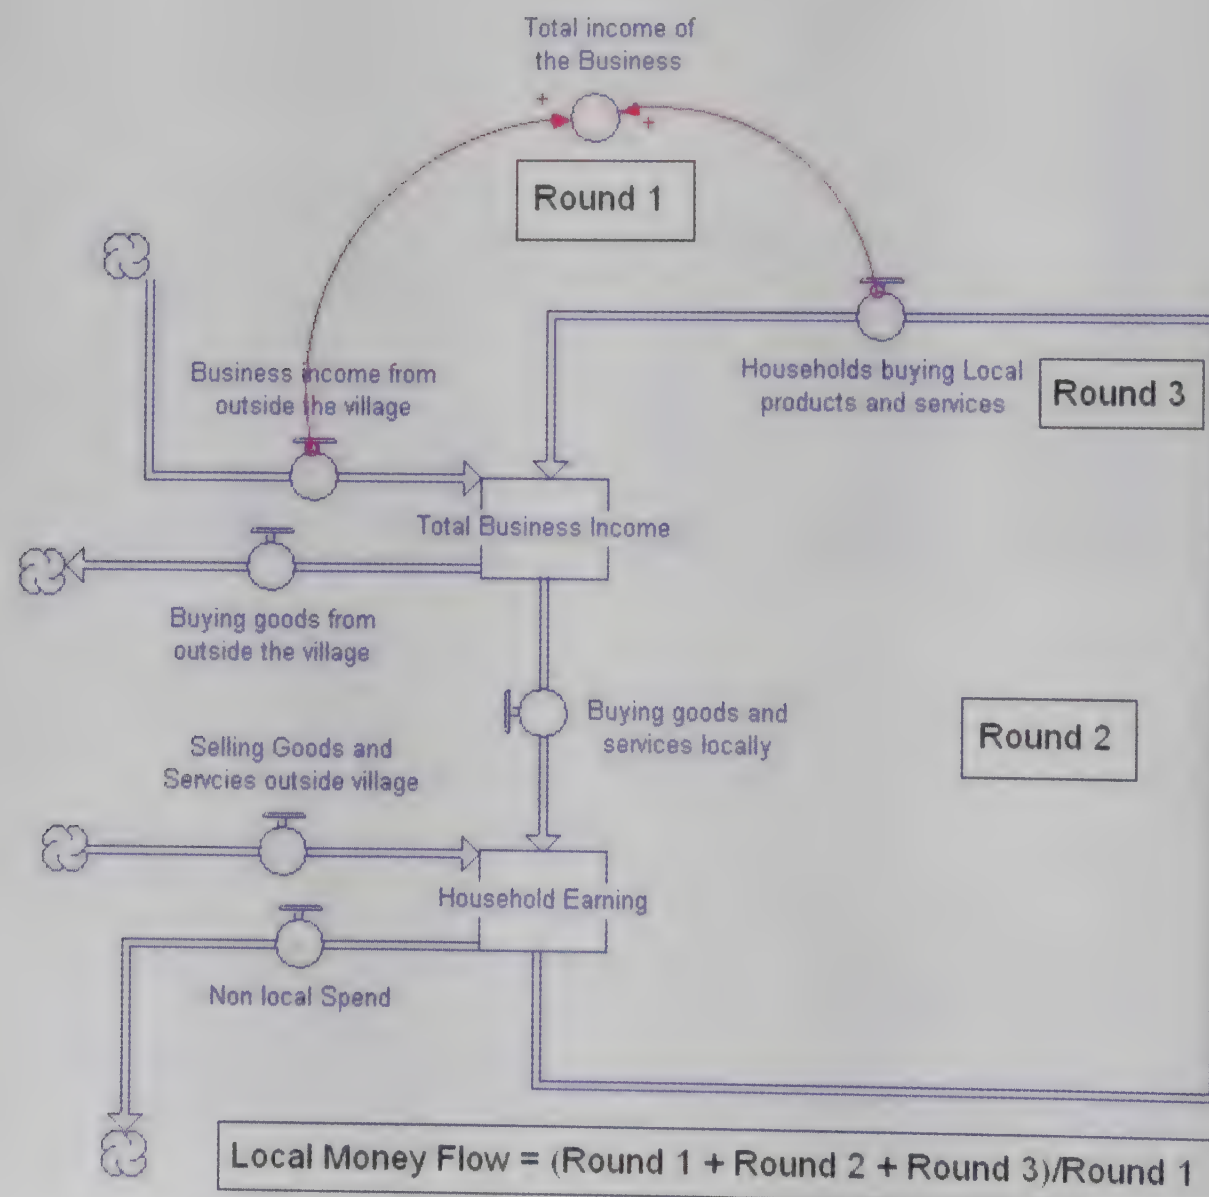 Total income of
the Business
+
+
Round 1
Business income from
outside the village
Households buying Local
products and services
Round 3
Total Business Income
Buying goods from
outside the village
Buying goods and
services locally
Round 2
Selling Goods and
Servcies outside village
Household Earning
Non local Spend
Local Money Flow = (Round 1 + Round 2 + Round 3)/Round 1